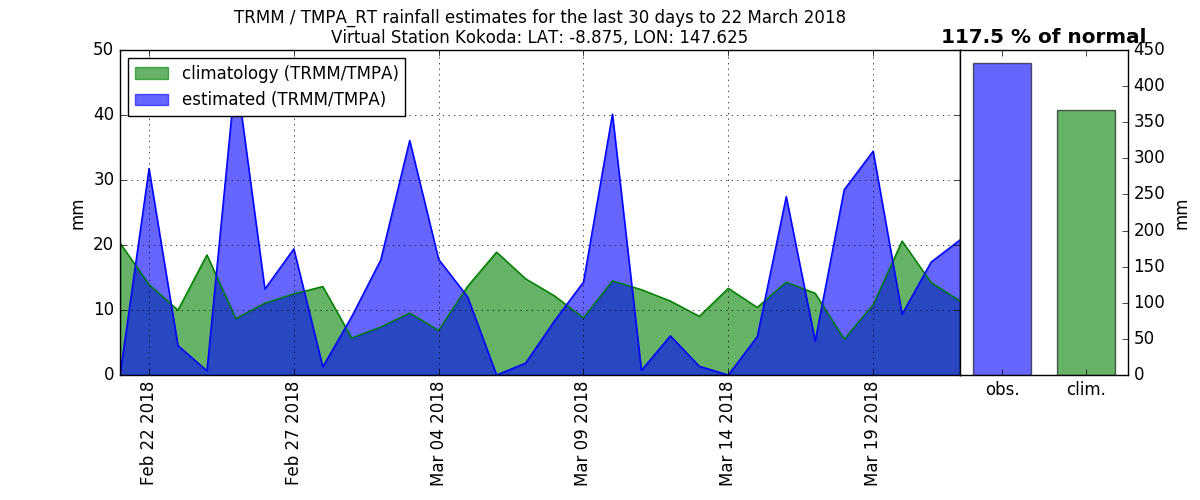 TRMM / TMPA_RT rainfall estimates for the last 30 days to 22 March 2018
Virtual Station Kokoda: LAT: -8.875, LON: 147.625
117.5 % of normal
climatology (TRMM/TMPA)
estimated (TRMM/TMPA)
50
40
30
20
10
0
mm
Feb 22 2018
Feb 27 2018
Mar 04 2018
Mar 09 2018
Mar 14 2018
Mar 19 2018
obs.
clim.
450
400
350
300
250
200
150
100
50
0
mm